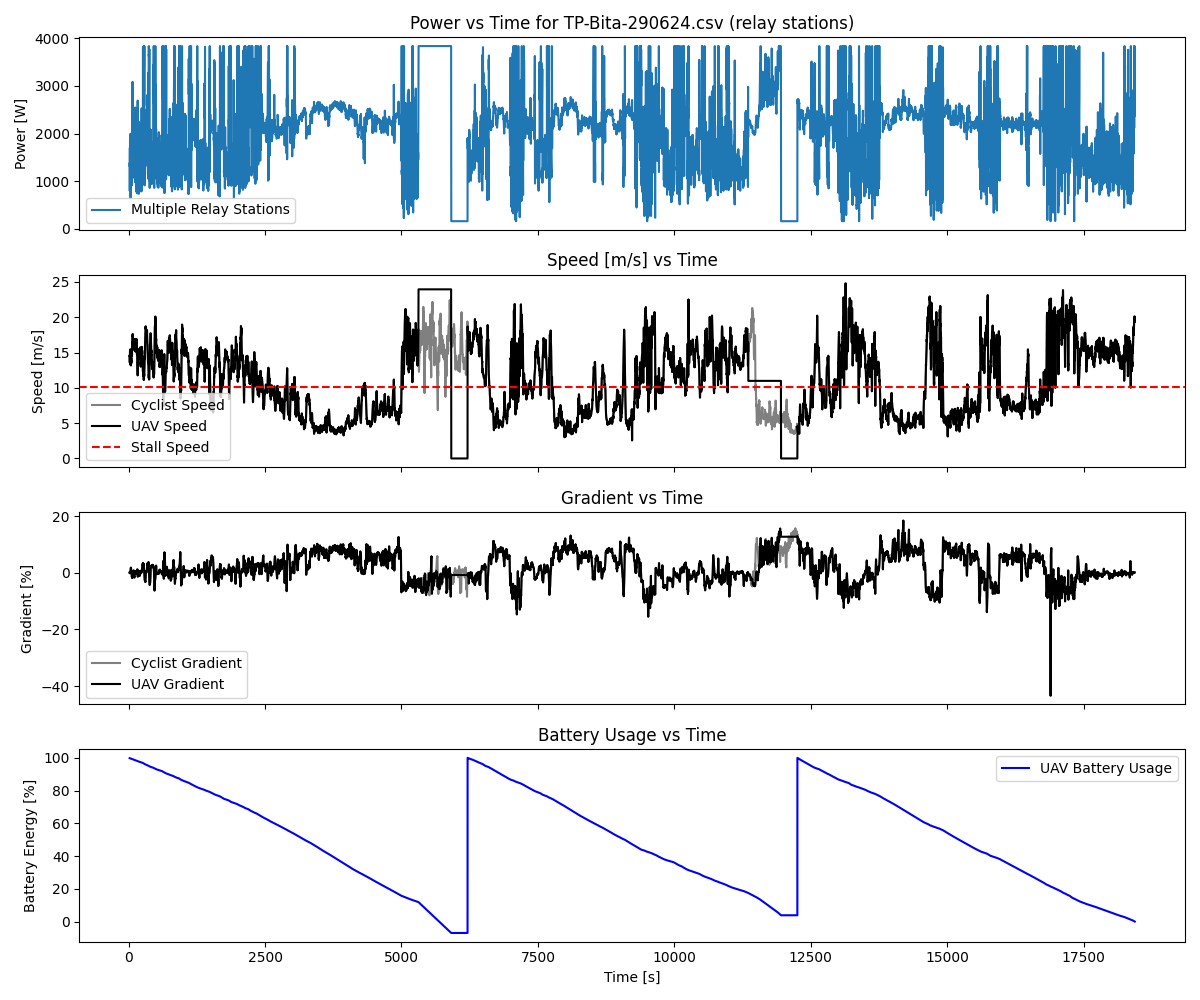 Power vs Time for TP-Bita-290624.csv (relay stations)
4000
3000
2000
1000
0
Power [W]
Multiple Relay Stations
Speed [m/s] vs Time
25
20
15
10
5
0
Speed [m/s]
Cyclist Speed
UAV Speed
Stall Speed
Gradient vs Time
20
0
−20
−40
Gradient [%]
Cyclist Gradient
UAV Gradient
Battery Usage vs Time
100
80
60
40
20
0
Battery Energy [%]
UAV Battery Usage
0 2500 5000 7500 10000 12500 15000 17500
Time [s]